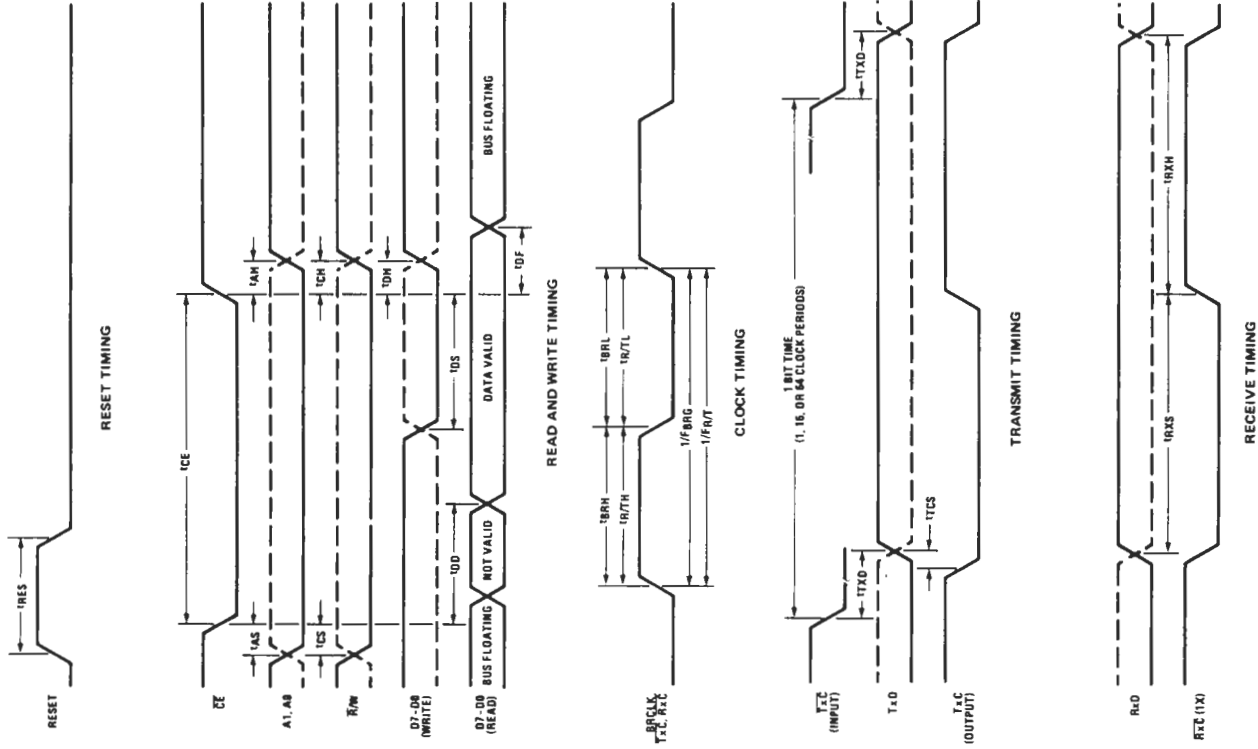 RESET
tRES
RESET TIMING
CE
tCE
A1, A0
tAS
tAH
R/W
tCS
tCH
D7-D0
(WRITE)
tDS
tDH
D7-D0
(READ)
BUS FLOATING
NOT VALID
DATA VALID
BUS FLOATING
tDD
tDF
READ AND WRITE TIMING
BRCLK
TxC, RxC
tBRH
tBRL
tR/TH
tR/TL
1/FBRG
1/FR/T
CLOCK TIMING
TxC
(INPUT)
1 BIT TIME
(1, 16, OR 64 CLOCK PERIODS)
tTXD
tTXD
TxD
TxC
(OUTPUT)
tTCS
TRANSMIT TIMING
RxD
tRXS
tRXH
RxC (1X)
RECEIVE TIMING